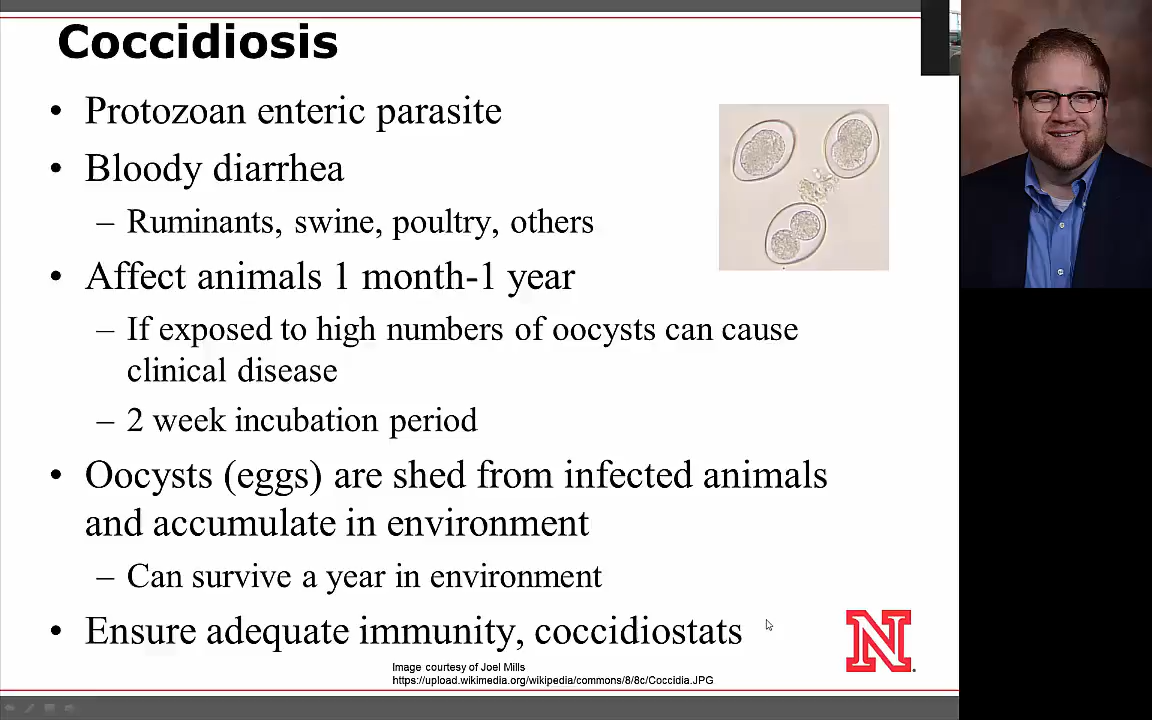 Coccidiosis
• Protozoan enteric parasite
• Bloody diarrhea
– Ruminants, swine, poultry, others
• Affect animals 1 month-1 year
– If exposed to high numbers of oocysts can cause
clinical disease
– 2 week incubation period
• Oocysts (eggs) are shed from infected animals
and accumulate in environment
– Can survive a year in environment
• Ensure adequate immunity, coccidiostats
N
Image courtesy of Joel Mills
https://upload.wikimedia.org/wikipedia/commons/8/8c/Coccidia.JPG